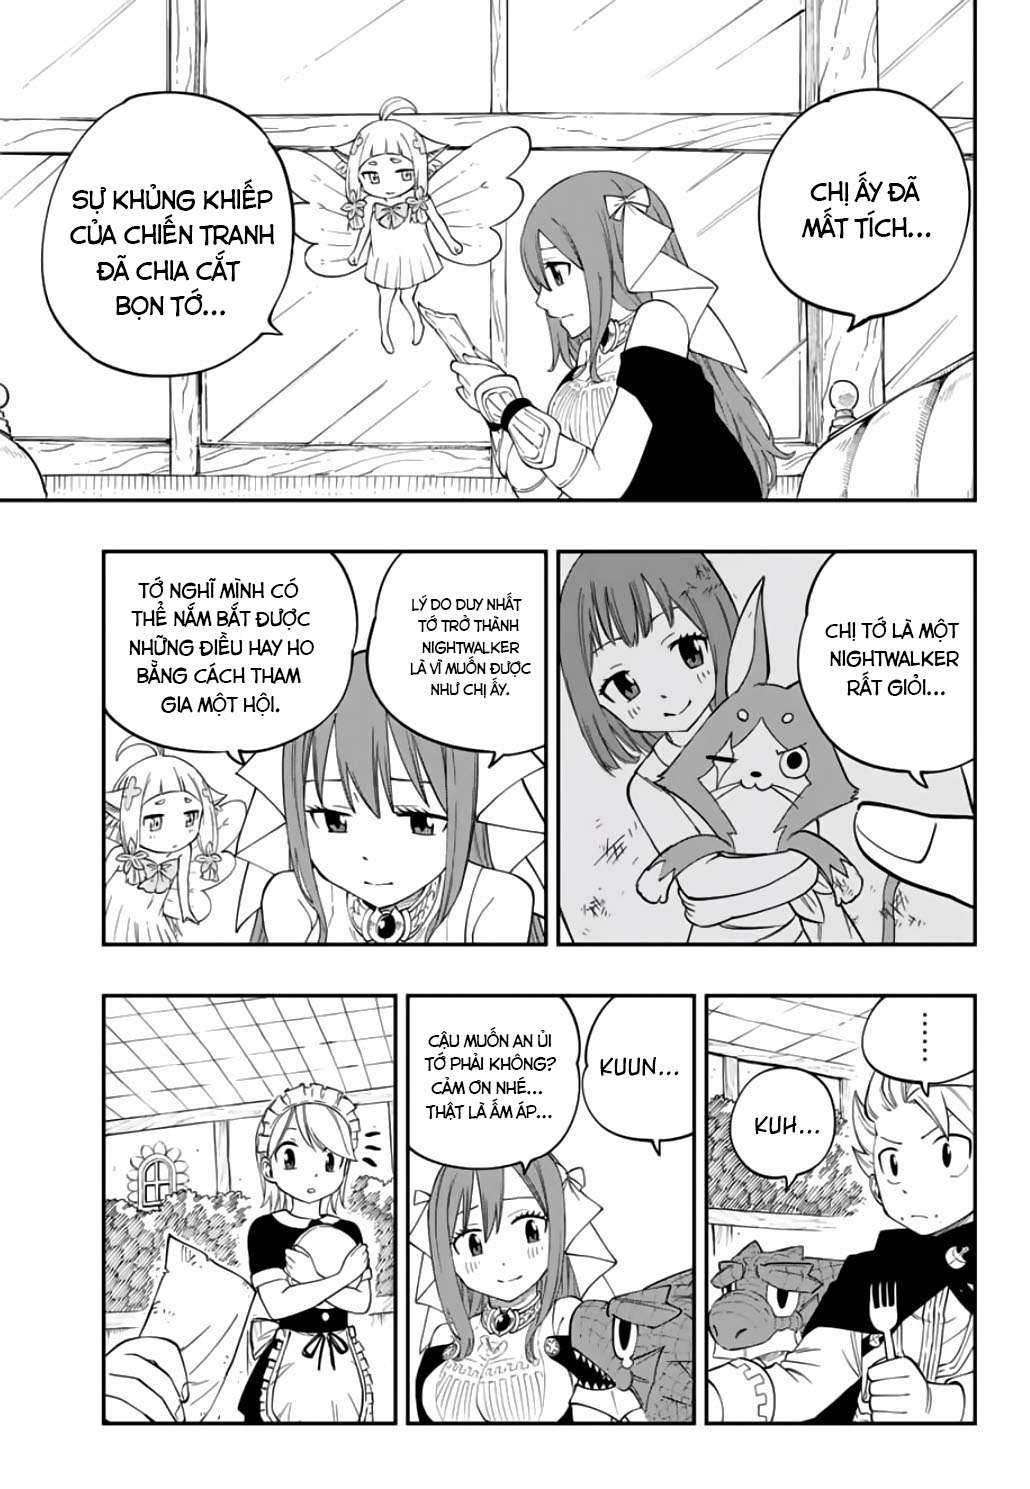 CHỊ ẤY ĐÃ
MẤT TÍCH...
SỰ KHỦNG KHIẾP
CỦA CHIẾN TRANH
ĐÃ CHIA CẮT
BỌN TỚ...
CHỊ TỚ LÀ MỘT
NIGHTWALKER
RẤT GIỎI...
LÝ DO DUY NHẤT
TỚ TRỞ THÀNH
NIGHTWALKER
LÀ VÌ MUỐN ĐƯỢC
NHƯ CHỊ ẤY.
TỚ NGHĨ MÌNH CÓ
THỂ NẮM BẮT ĐƯỢC
NHỮNG ĐIỀU HAY HO
BẰNG CÁCH THAM
GIA MỘT HỘI.
......
KUH...
KUUN...
CẬU MUỐN AN ỦI
TỚ PHẢI KHÔNG?
CẢM ƠN NHÉ...
THẬT LÀ ẤM ÁP...